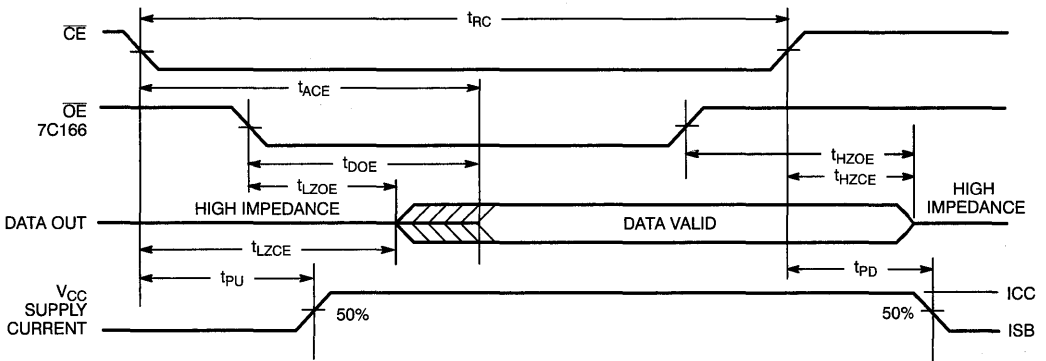 tRC
CE
tACE
OE
7C166
tDOE
tHZOE
tLZOE
tHZCE
HIGH IMPEDANCE
HIGH
IMPEDANCE
DATA OUT
DATA VALID
tLZCE
tPU
tPD
VCC
SUPPLY
CURRENT
50%
50%
ICC
ISB